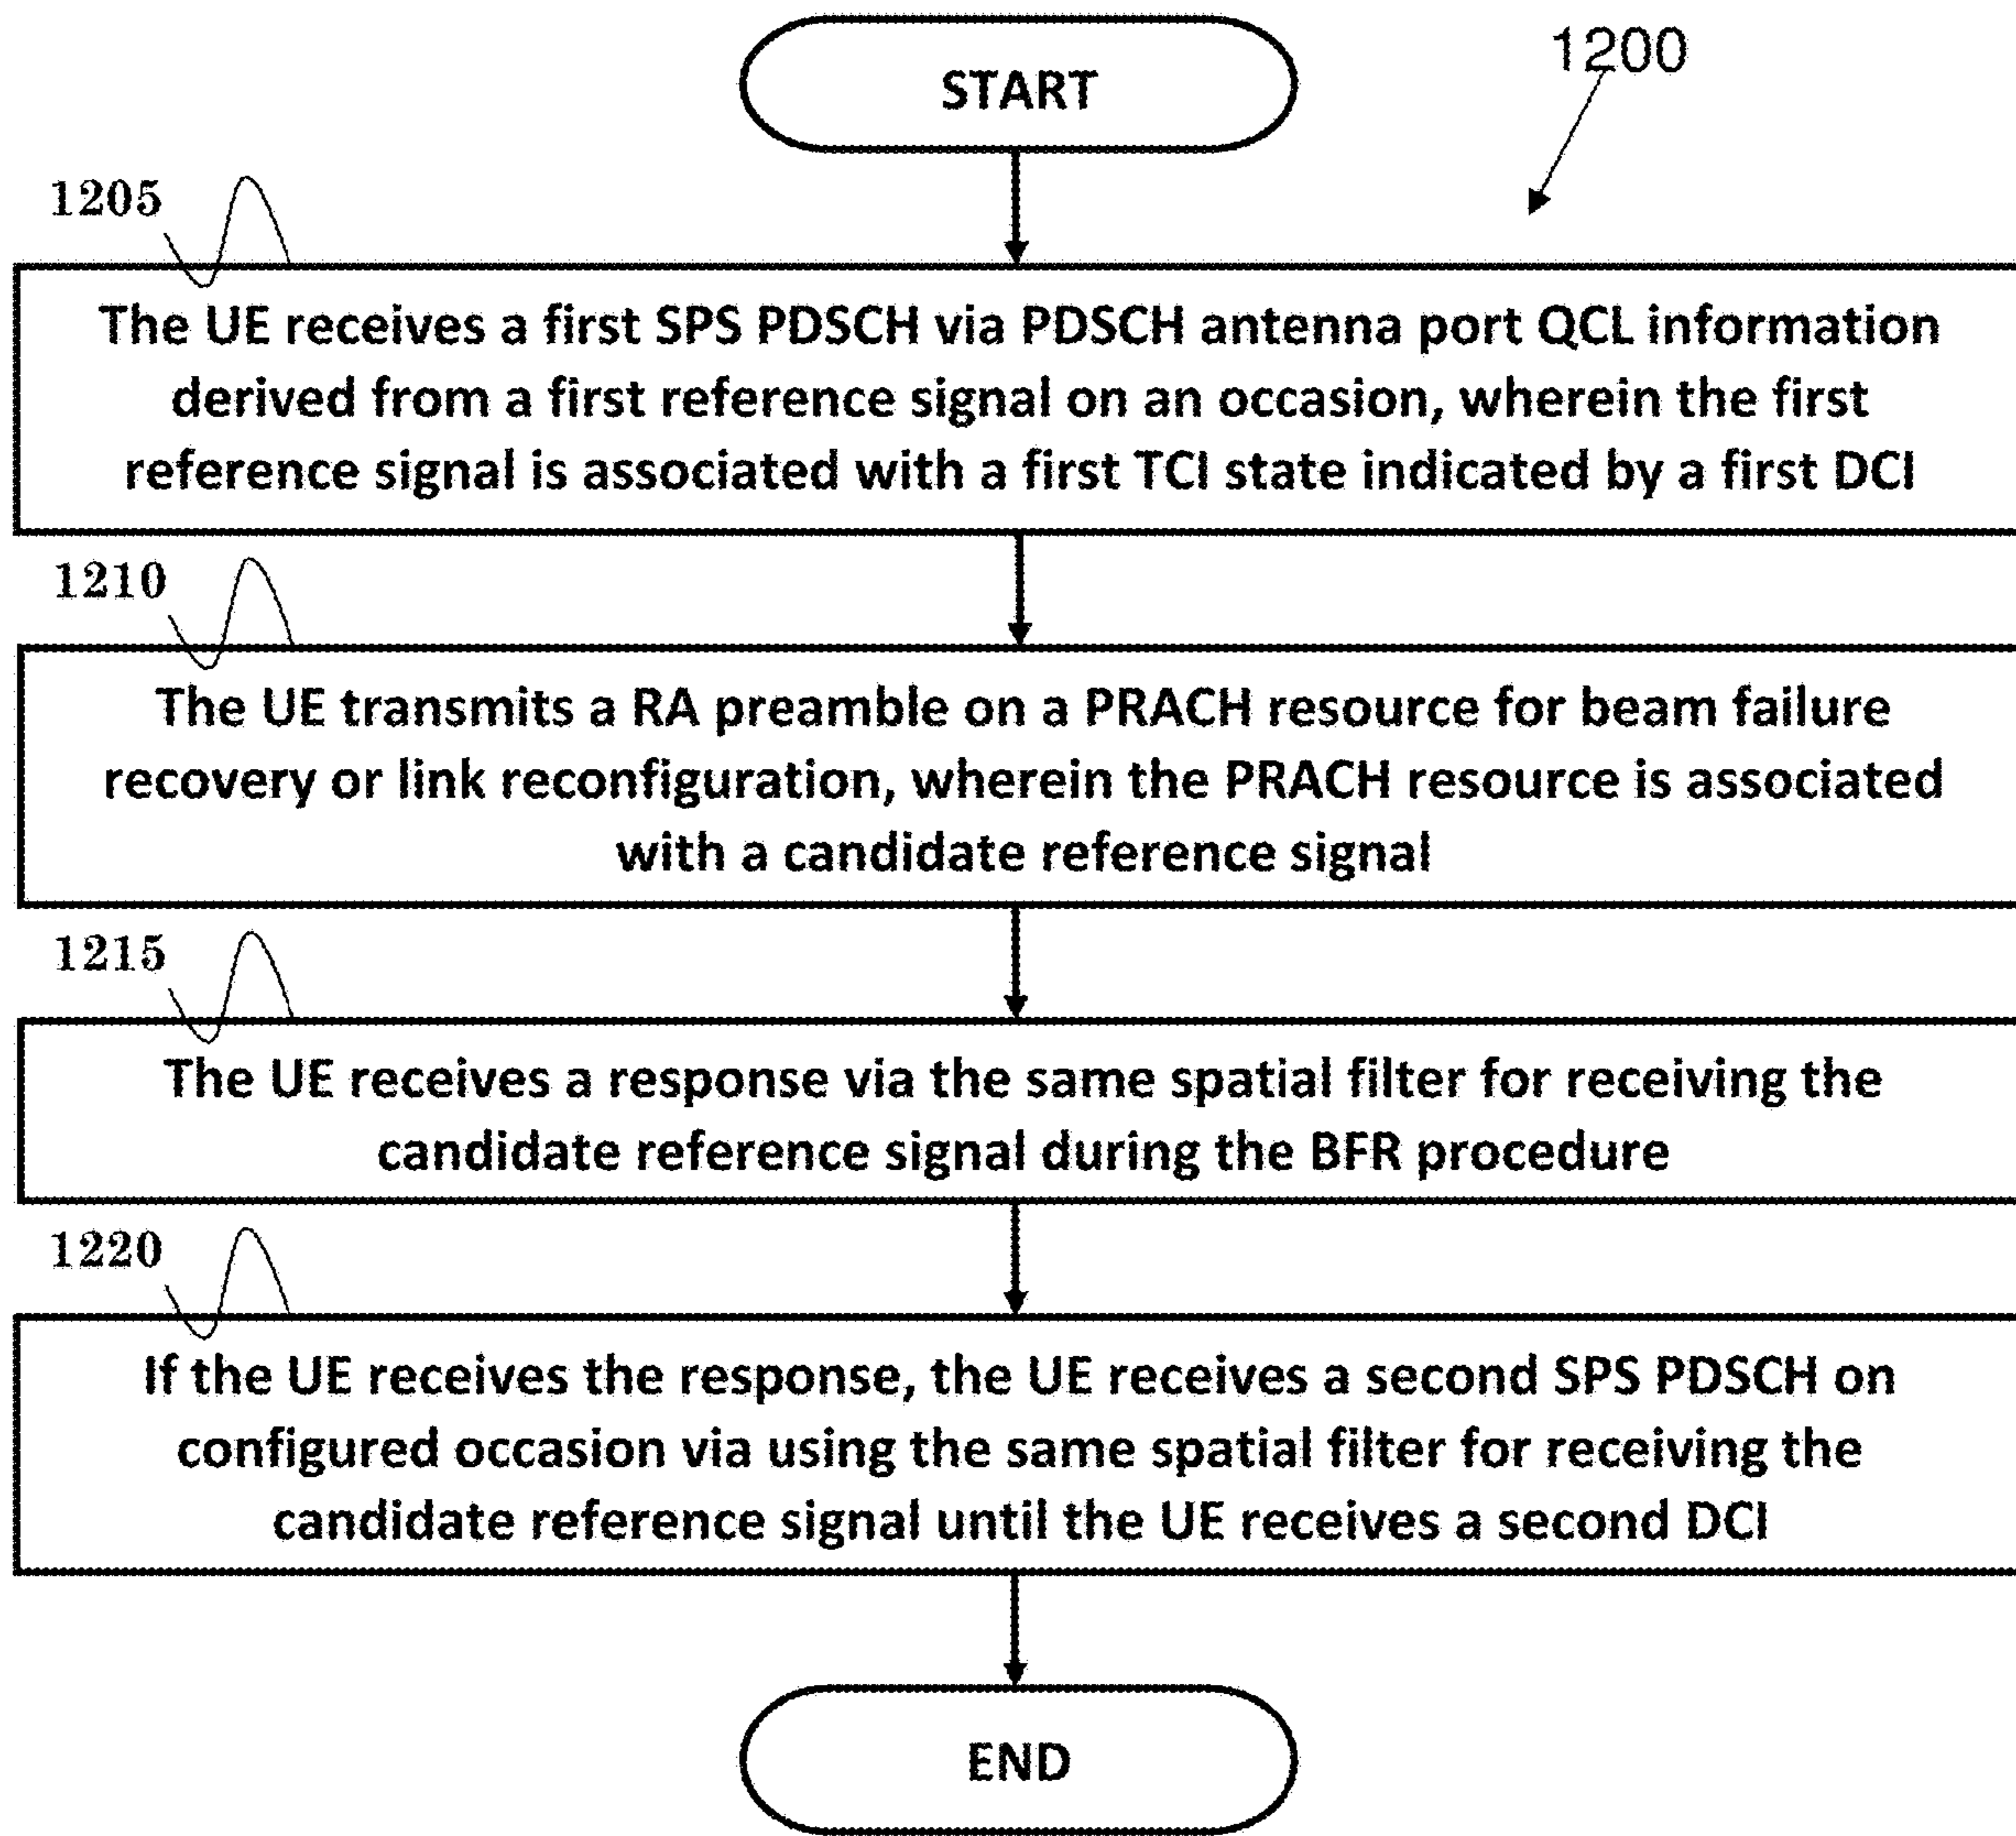 START
1200
1205
The UE receives a first SPS PDSCH via PDSCH antenna port QCL information
derived from a first reference signal on an occasion, wherein the first
reference signal is associated with a first TCI state indicated by a first DCI
1210
The UE transmits a RA preamble on a PRACH resource for beam failure
recovery or link reconfiguration, wherein the PRACH resource is associated
with a candidate reference signal
1215
The UE receives a response via the same spatial filter for receiving the
candidate reference signal during the BFR procedure
1220
If the UE receives the response, the UE receives a second SPS PDSCH on
configured occasion via using the same spatial filter for receiving the
candidate reference signal until the UE receives a second DCI
END